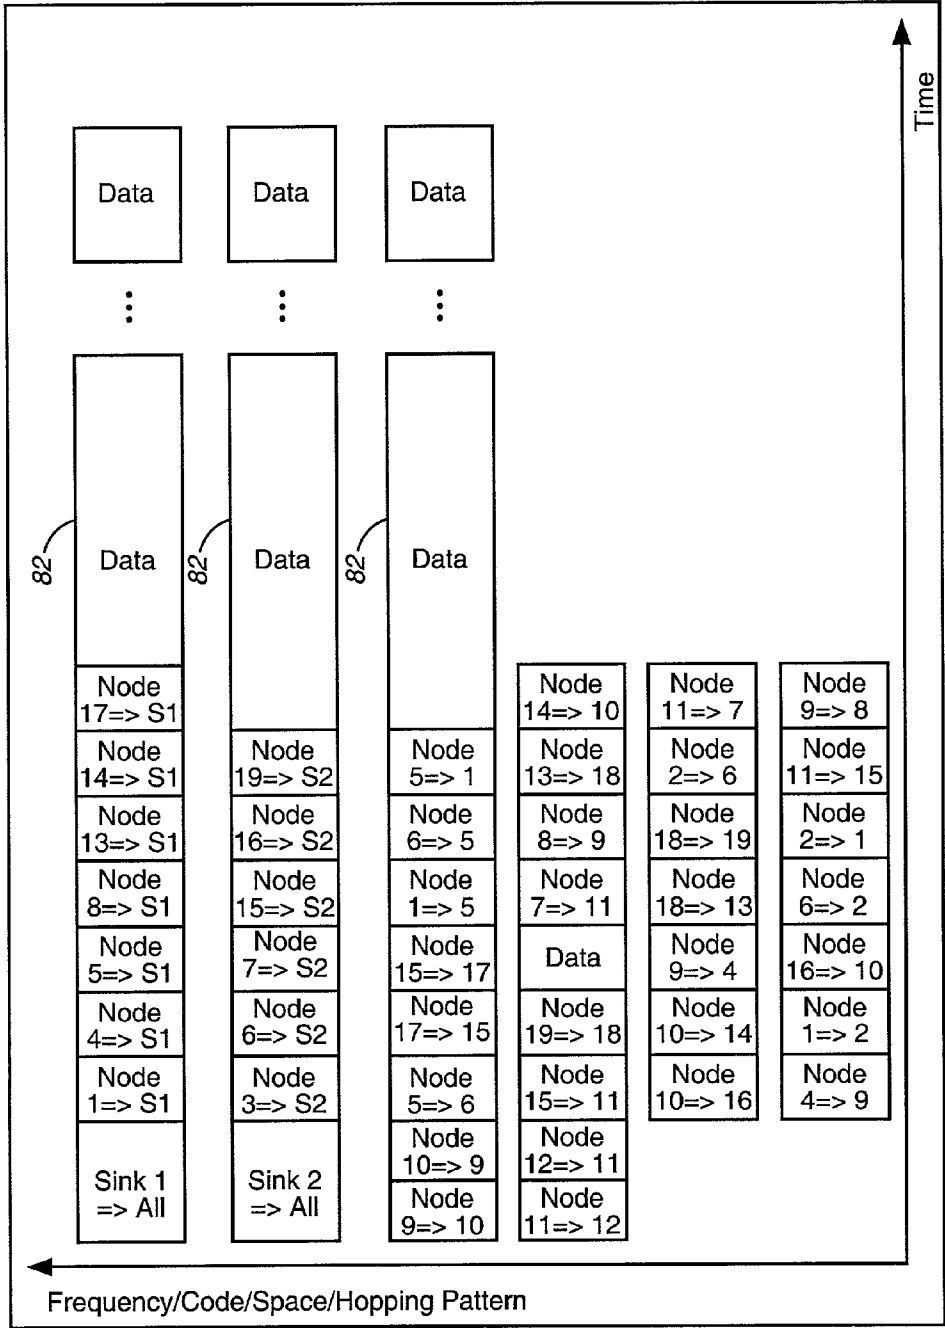 Time
Data
Data
Data
82
82
82
Data
Data
Data
Node
17=> S1
Node
14=> S1
Node
13=> S1
Node
8=> S1
Node
5=> S1
Node
4=> S1
Node
1=> S1
Sink 1
=> All
Node
19=> S2
Node
16=> S2
Node
15=> S2
Node
7=> S2
Node
6=> S2
Node
3=> S2
Sink 2
=> All
Node
5=> 1
Node
6=> 5
Node
1=> 5
Node
15=> 17
Node
17=> 15
Node
5=> 6
Node
10=> 9
Node
9=> 10
Node
14=> 10
Node
13=> 18
Node
8=> 9
Node
7=> 11
Data
Node
19=> 18
Node
15=> 11
Node
12=> 11
Node
11=> 12
Node
11=> 7
Node
2=> 6
Node
18=> 19
Node
18=> 13
Node
9=> 4
Node
10=> 14
Node
10=> 16
Node
9=> 8
Node
11=> 15
Node
2=> 1
Node
6=> 2
Node
16=> 10
Node
1=> 2
Node
4=> 9
Frequency/Code/Space/Hopping Pattern